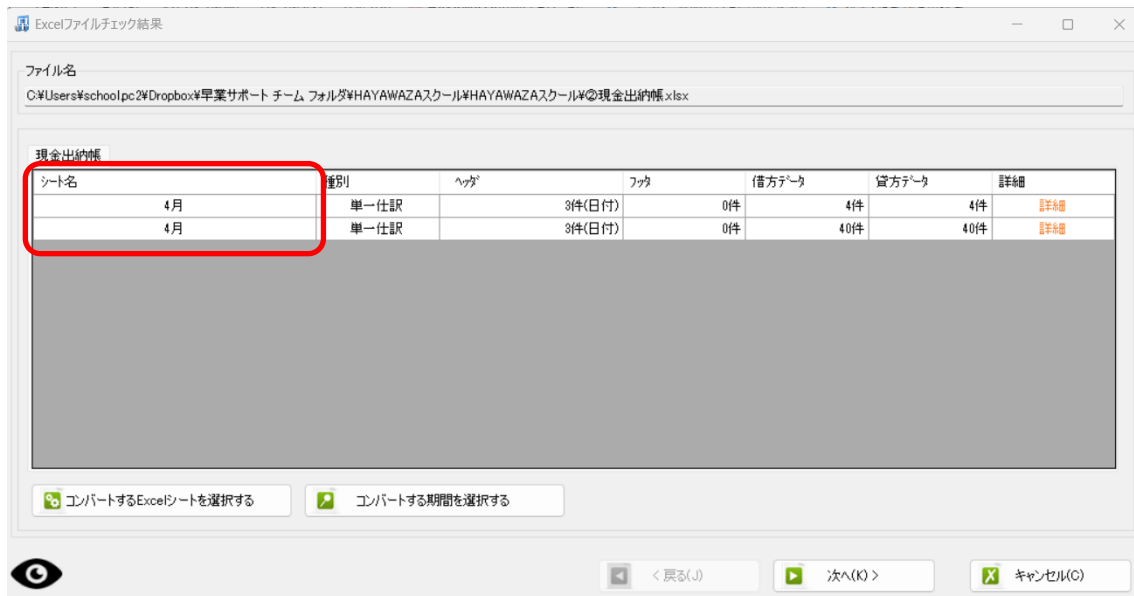 Excelファイルチェック結果
ファイル名
C:¥Users¥school.pc2¥Dropbox¥早業サポート チーム フォルダ¥HAYAWAZAスクール¥HAYAWAZAスクール¥②現金出納帳.xlsx
現金出納帳
シート名 種別 ヘッダ フッタ 借方データ 貸方データ 詳細
4月 単一仕訳 3件(日付) 0件 4件 4件 詳細
4月 単一仕訳 3件(日付) 0件 40件 40件 詳細
コンバートするExcelシートを選択する コンバートする期間を選択する
< 戻る(J) 次へ(K) > キャンセル(C)